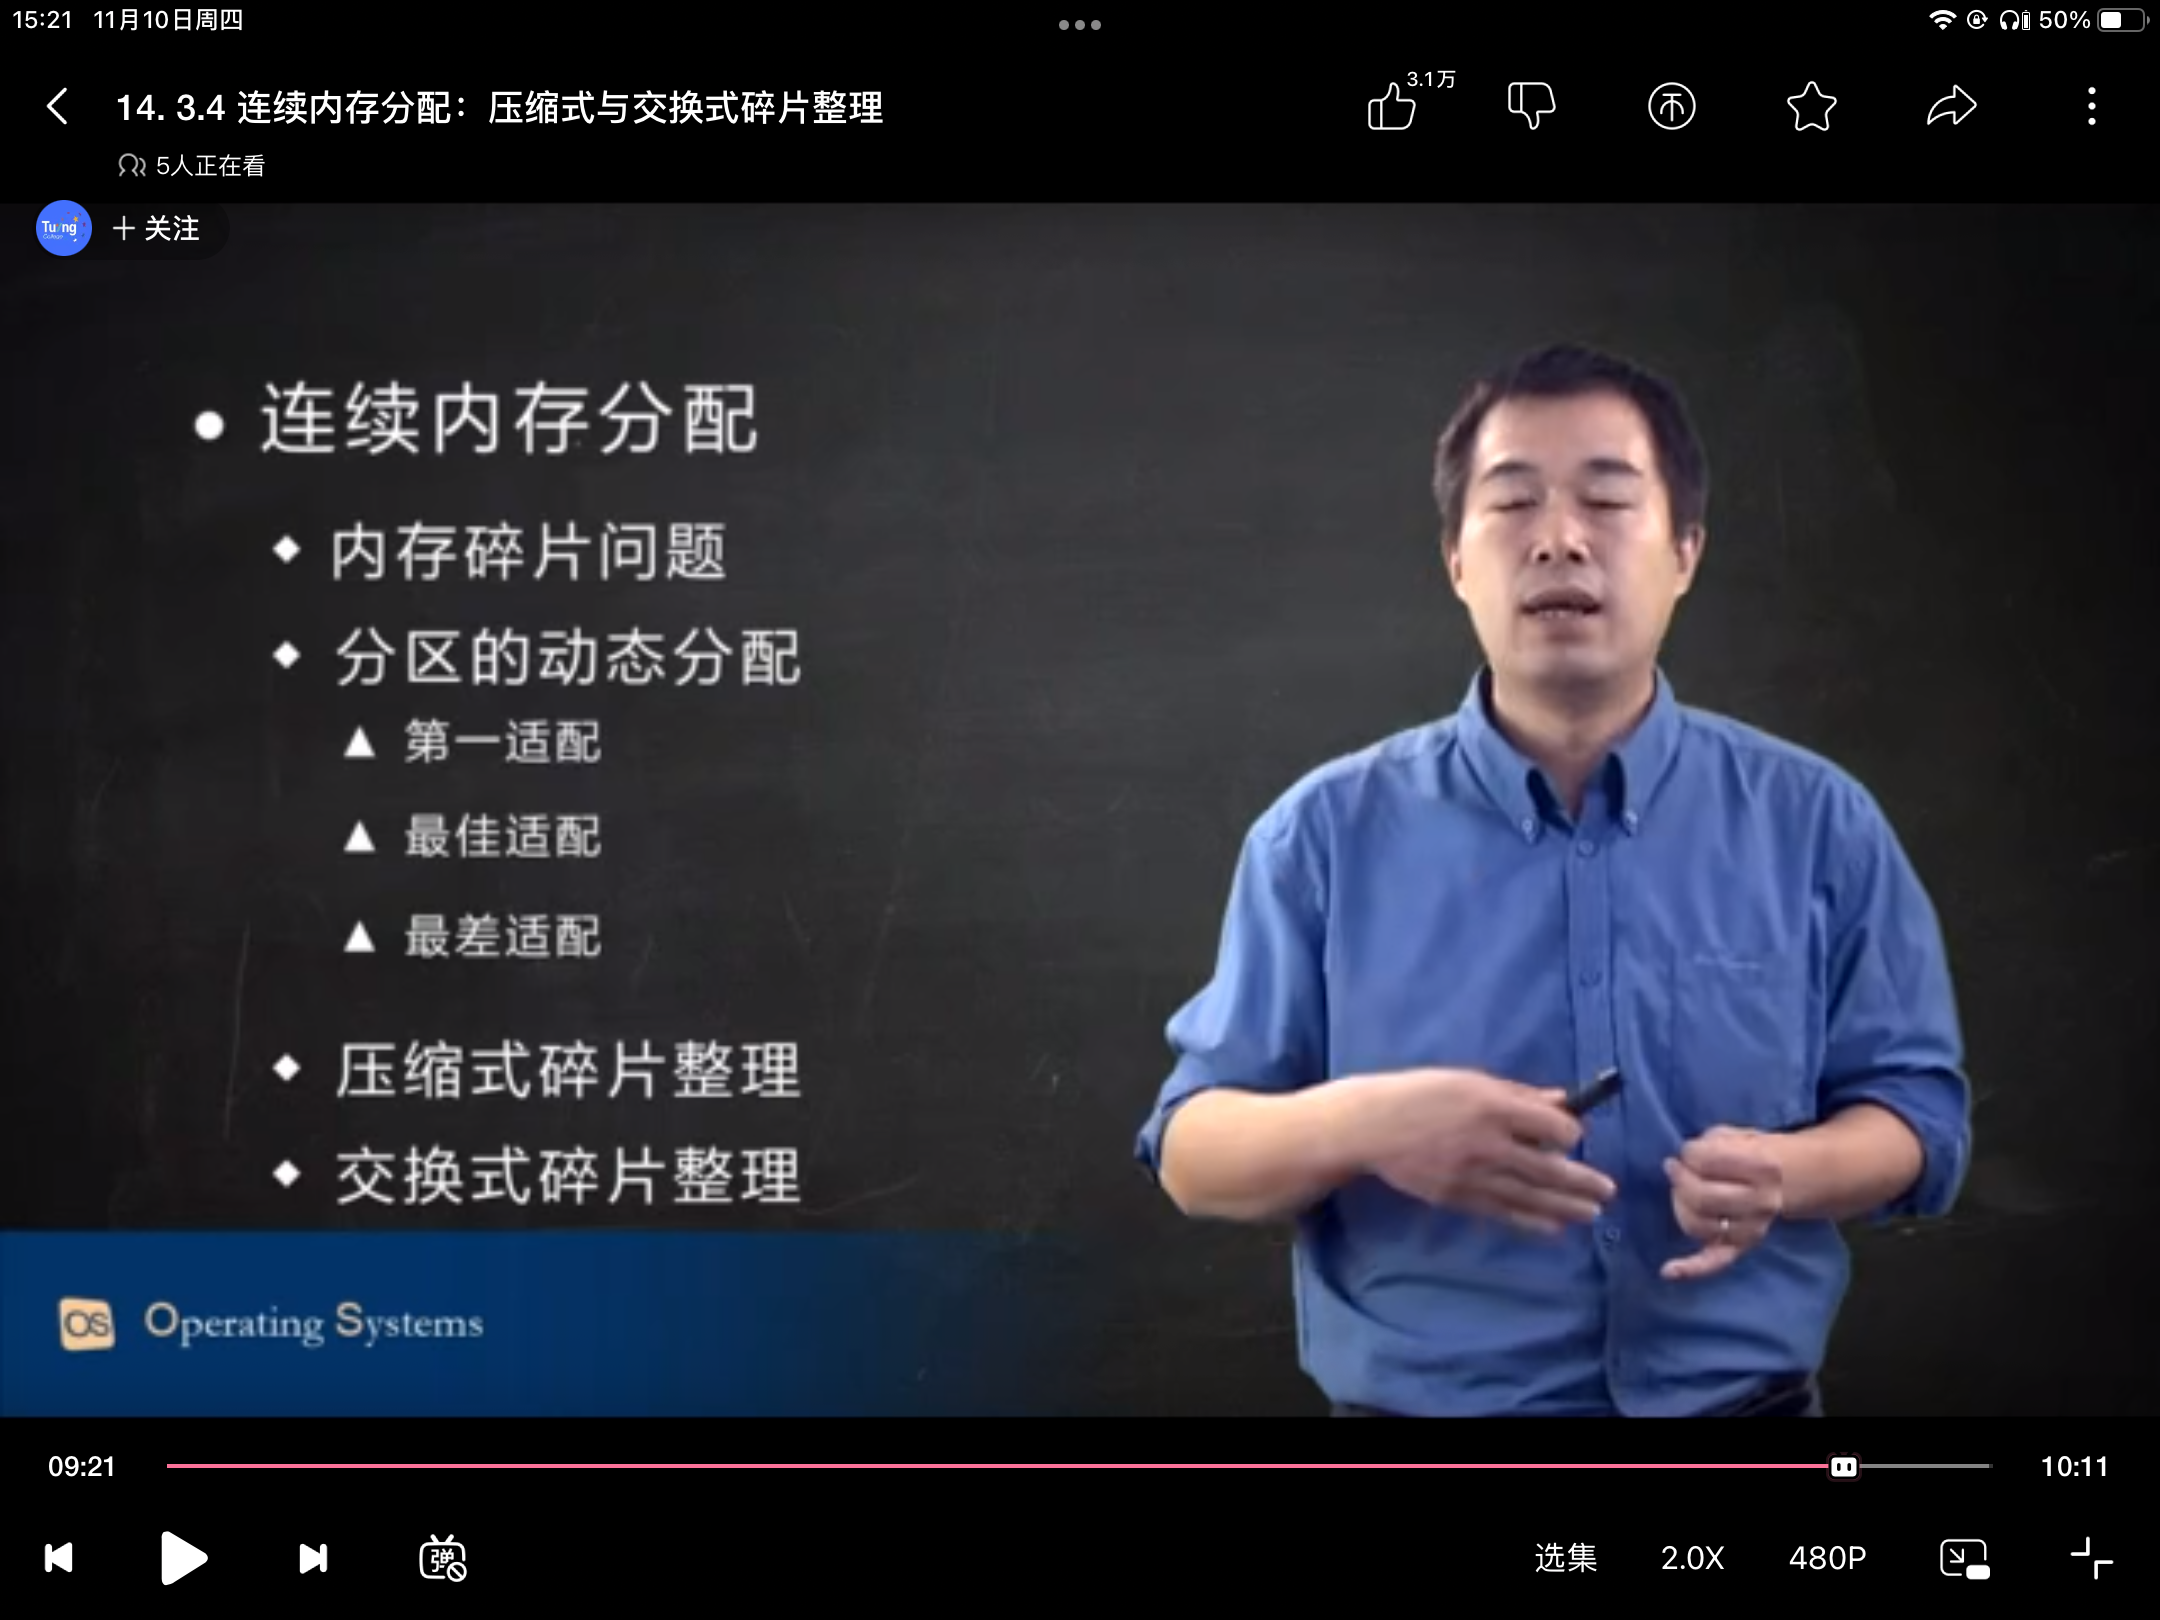 15:21 11月10日周四
50%
14. 3.4 连续内存分配：压缩式与交换式碎片整理
3.1万
5人正在看
Tu/ng
College
＋ 关注
● 连续内存分配
◆ 内存碎片问题
◆ 分区的动态分配
▲ 第一适配
▲ 最佳适配
▲ 最差适配
◆ 压缩式碎片整理
◆ 交换式碎片整理
OS Operating Systems
09:21
10:11
弹
选集 2.0X 480P